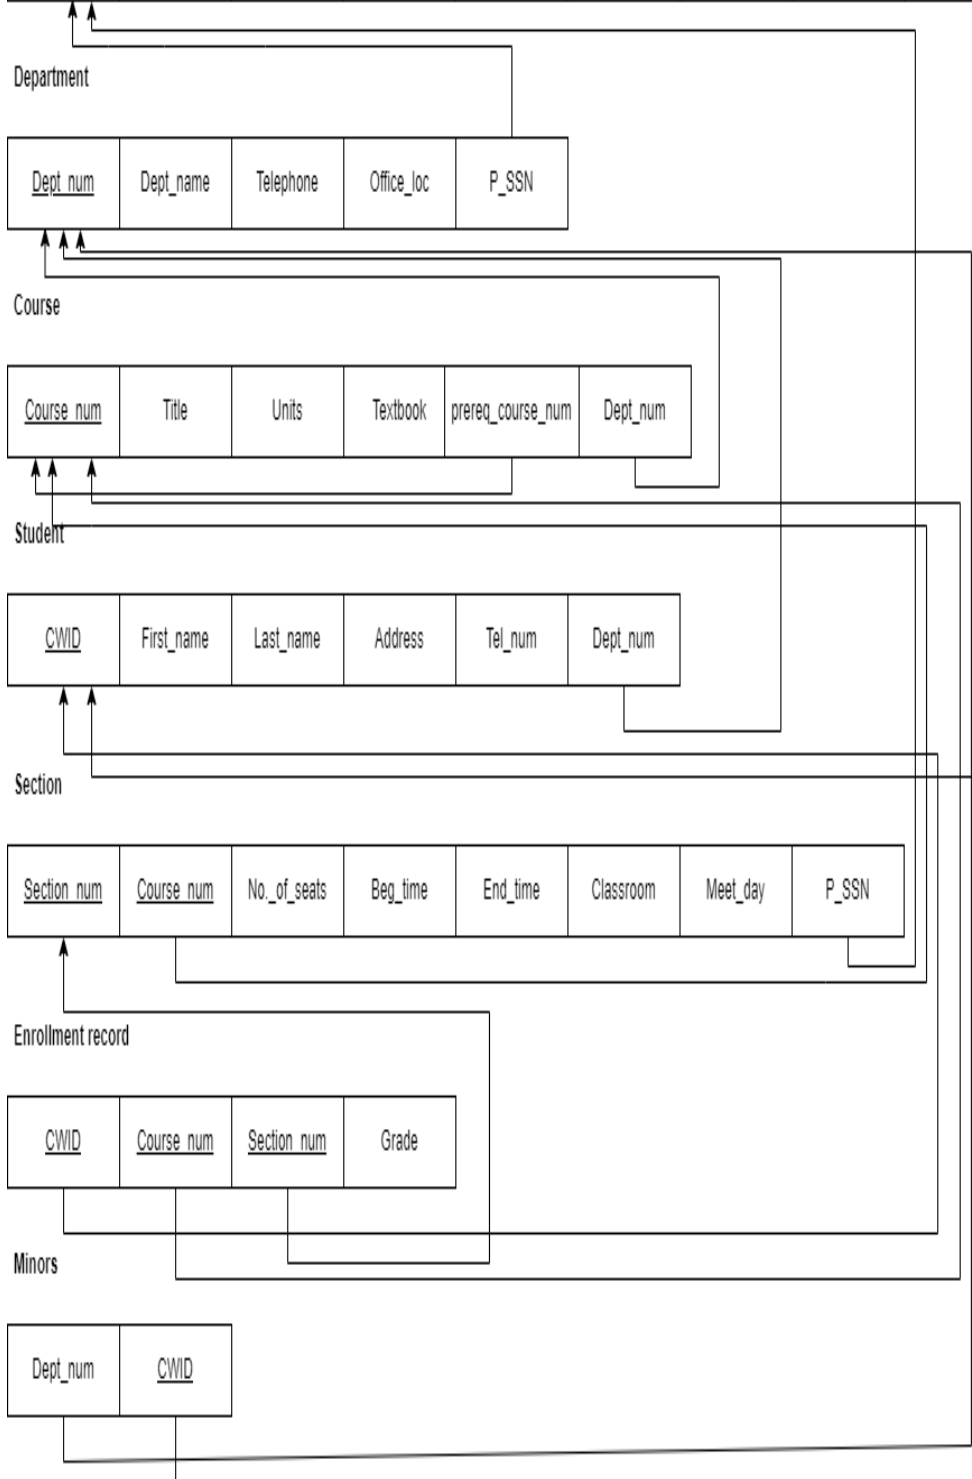 Department
Dept_num Dept_name Telephone Office_loc P_SSN
Course
Course_num Title Units Textbook prereq_course_num Dept_num
Student
CWID First_name Last_name Address Tel_num Dept_num
Section
Section_num Course_num No._of_seats Beg_time End_time Classroom Meet_day P_SSN
Enrollment record
CWID Course_num Section_num Grade
Minors
Dept_num CWID